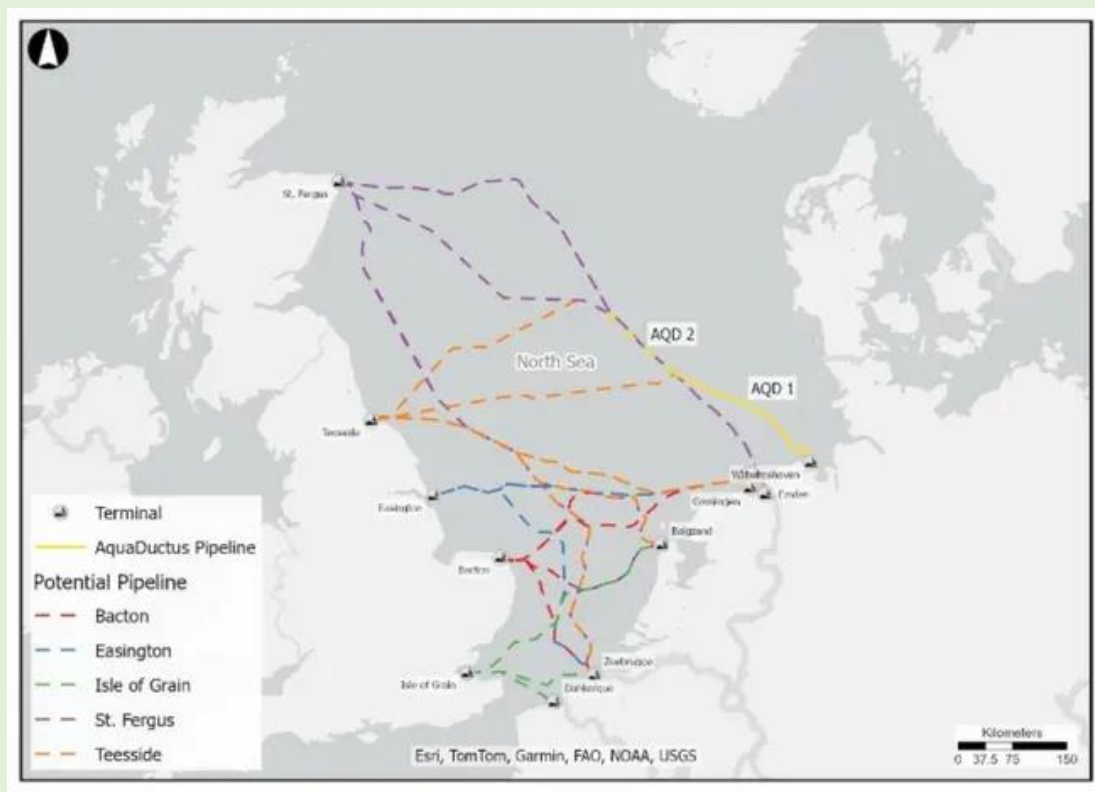 St. Fergus
AQD 2
North Sea
AQD 1
Teesside
Wilhelmshaven
Easington
Groningen
Emden
Balgzand
Bacton
Zeebrugge
Isle of Grain
Dunkerque
Terminal
AquaDuctus Pipeline
Potential Pipeline
Bacton
Easington
Isle of Grain
St. Fergus
Teesside
Esri, TomTom, Garmin, FAO, NOAA, USGS
Kilometers
0 37.5 75 150